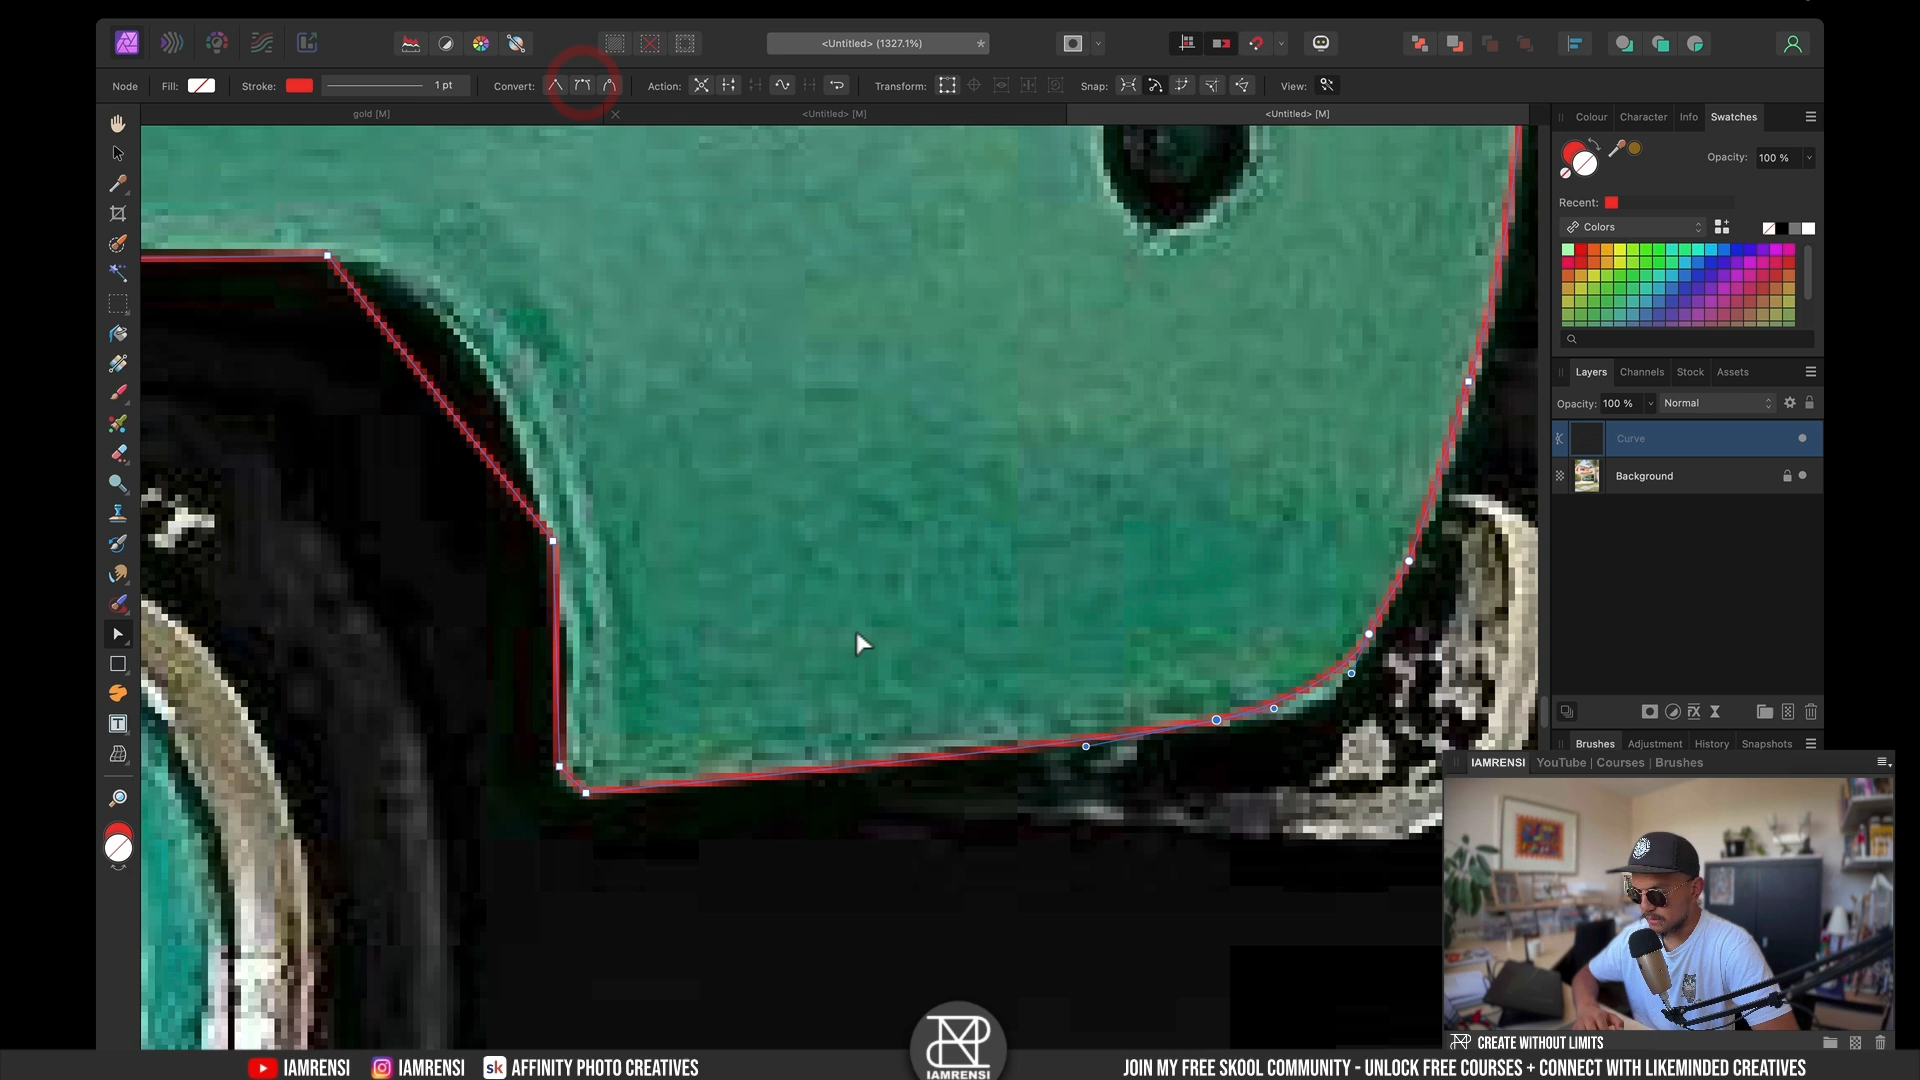 <Untitled> (1327.1%)
Node
Fill:
Stroke:
1 pt
Convert:
Action:
Transform:
Snap:
View:
gold [M]
<Untitled> [M]
<Untitled> [M]
Colour
Character
Info
Swatches
Opacity:
100 %
Recent:
Colors
Layers
Channels
Stock
Assets
Opacity:
100 %
Normal
Curve
Background
Brushes
Adjustment
History
Snapshots
IAMRENSI
YouTube | Courses | Brushes
CREATE WITHOUT LIMITS
IAMRENSI
IAMRENSI
sk
AFFINITY PHOTO CREATIVES
IAMRENSI
JOIN MY FREE SKOOL COMMUNITY - UNLOCK FREE COURSES + CONNECT WITH LIKEMINDED CREATIVES